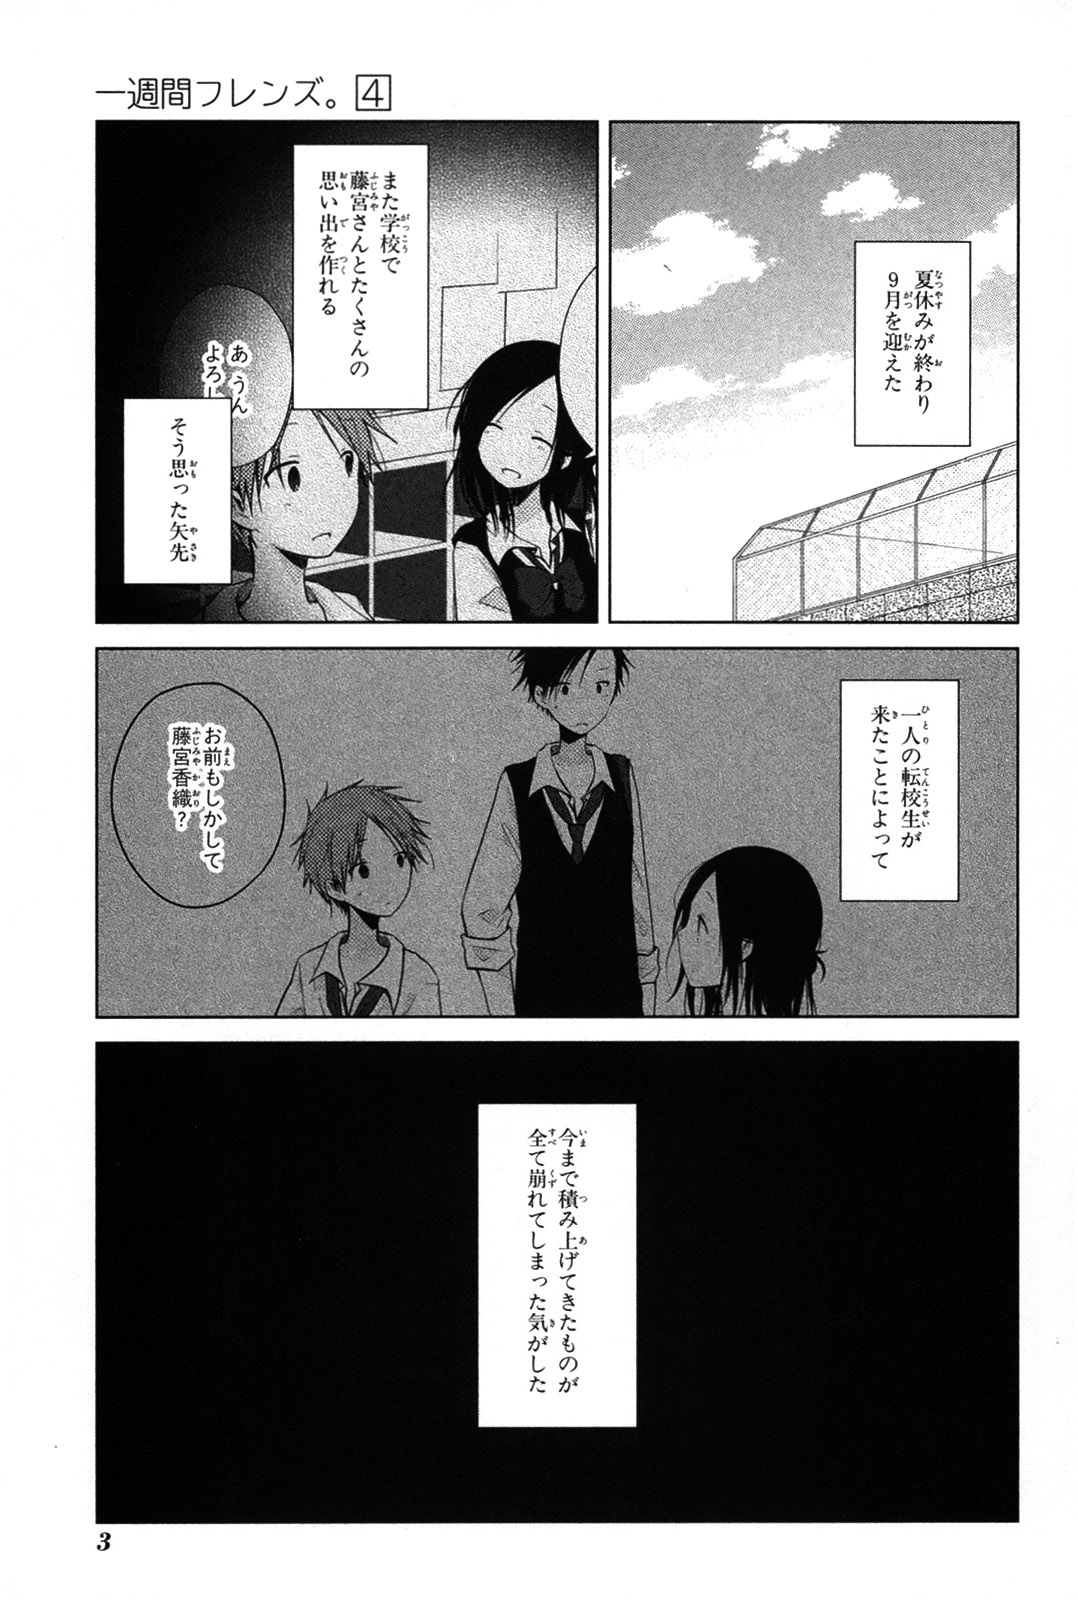 一週間フレンズ。4
夏休みが終わり
9月を迎えた
また学校で
藤宮さんとたくさんの
思い出を作れる
あ うん
よろし
そう思った矢先
一人の転校生が
来たことによって
お前もしかして
藤宮香織?
今まで積み上げてきたものが
全て崩れてしまった気がした
3